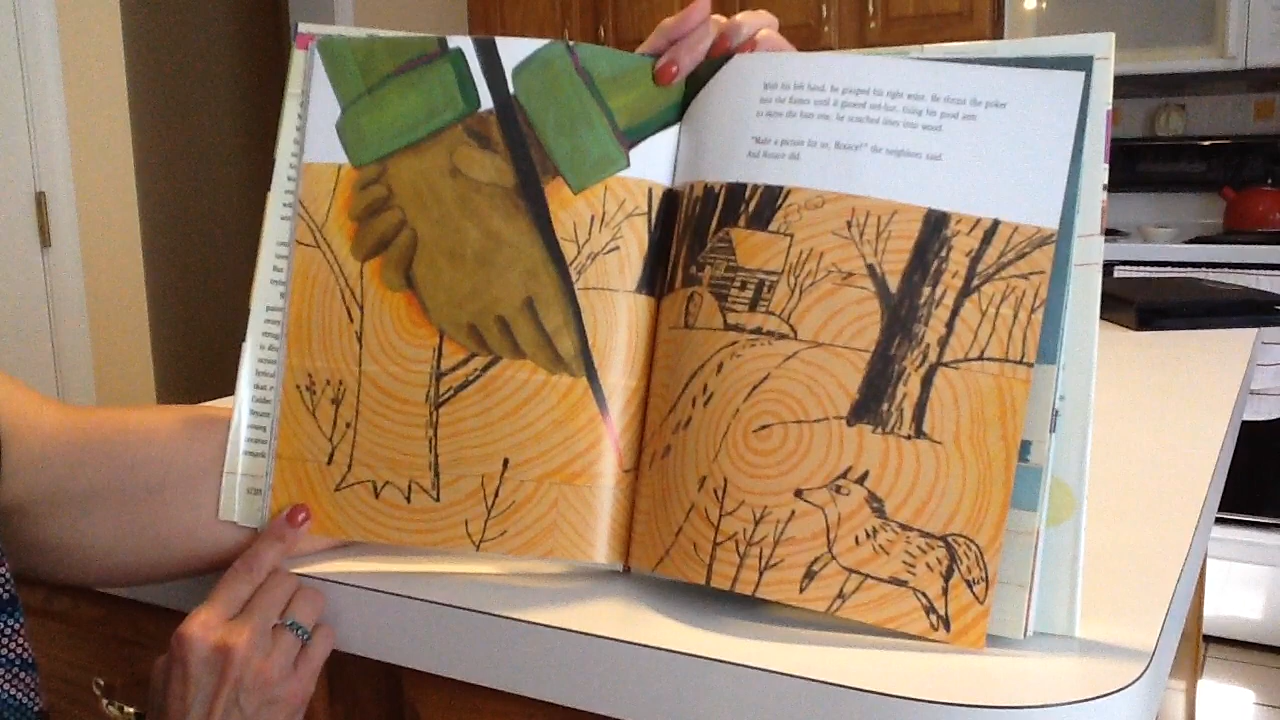 With his left hand, he grasped his right wrist. He thrust the poker
into the flames until it glowed red-hot. Using his good arm
to move the hurt one, he scorched lines into wood.
"Make a picture for us, Horace!" the neighbors said.
And Horace did.